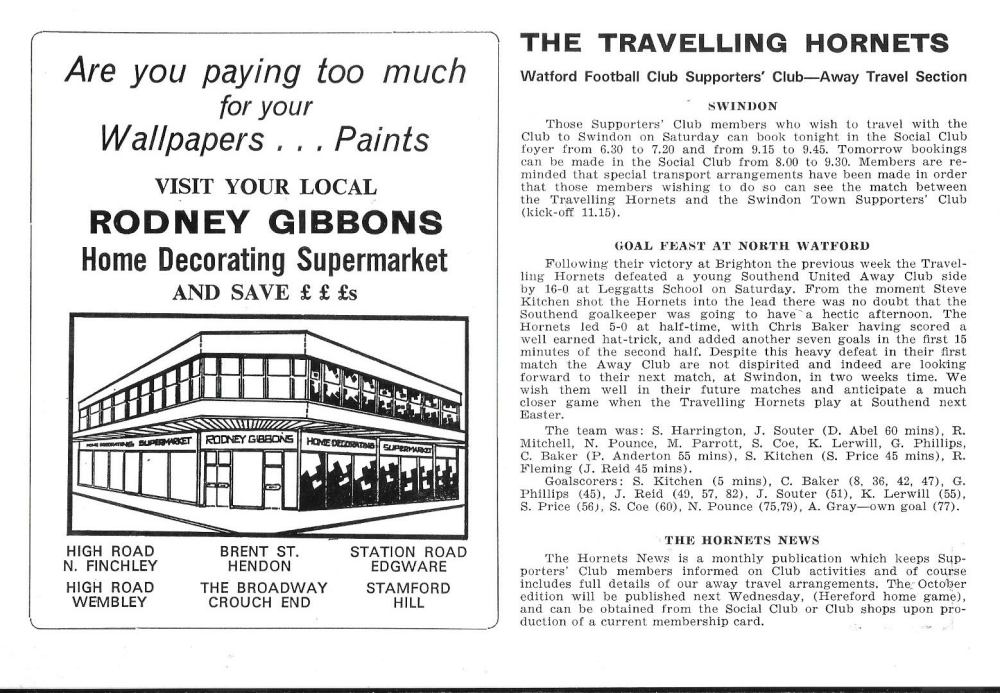 Are you paying too much
for your
Wallpapers . . . Paints
VISIT YOUR LOCAL
RODNEY GIBBONS
Home Decorating Supermarket
AND SAVE £ £ £s
HOME DECORATING SUPERMARKET
RODNEY GIBBONS
HOME DECORATING SUPERMARKET
HIGH ROAD
N. FINCHLEY
BRENT ST.
HENDON
STATION ROAD
EDGWARE
HIGH ROAD
WEMBLEY
THE BROADWAY
CROUCH END
STAMFORD
HILL
THE TRAVELLING HORNETS
Watford Football Club Supporters' Club—Away Travel Section
SWINDON
Those Supporters' Club members who wish to travel with the
Club to Swindon on Saturday can book tonight in the Social Club
foyer from 6.30 to 7.20 and from 9.15 to 9.45. Tomorrow bookings
can be made in the Social Club from 8.00 to 9.30. Members are re-
minded that special transport arrangements have been made in order
that those members wishing to do so can see the match between
the Travelling Hornets and the Swindon Town Supporters' Club
(kick-off 11.15).
GOAL FEAST AT NORTH WATFORD
Following their victory at Brighton the previous week the Travel-
ling Hornets defeated a young Southend United Away Club side
by 16-0 at Leggatts School on Saturday. From the moment Steve
Kitchen shot the Hornets into the lead there was no doubt that the
Southend goalkeeper was going to have a hectic afternoon. The
Hornets led 5-0 at half-time, with Chris Baker having scored a
well earned hat-trick, and added another seven goals in the first 15
minutes of the second half. Despite this heavy defeat in their first
match the Away Club are not dispirited and indeed are looking
forward to their next match, at Swindon, in two weeks time. We
wish them well in their future matches and anticipate a much
closer game when the Travelling Hornets play at Southend next
Easter.
The team was: S. Harrington, J. Souter (D. Abel 60 mins), R.
Mitchell, N. Pounce, M. Parrott, S. Coe, K. Lerwill, G. Phillips,
C. Baker (P. Anderton 55 mins), S. Kitchen (S. Price 45 mins), R.
Fleming (J. Reid 45 mins).
Goalscorers: S. Kitchen (5 mins), C. Baker (8, 36, 42, 47), G.
Phillips (45), J. Reid (49, 57, 82), J. Souter (51), K. Lerwill (55),
S. Price (56), S. Coe (60), N. Pounce (75,79), A. Gray—own goal (77).
THE HORNETS NEWS
The Hornets News is a monthly publication which keeps Sup-
porters' Club members informed on Club activities and of course
includes full details of our away travel arrangements. The October
edition will be published next Wednesday, (Hereford home game),
and can be obtained from the Social Club or Club shops upon pro-
duction of a current membership card.